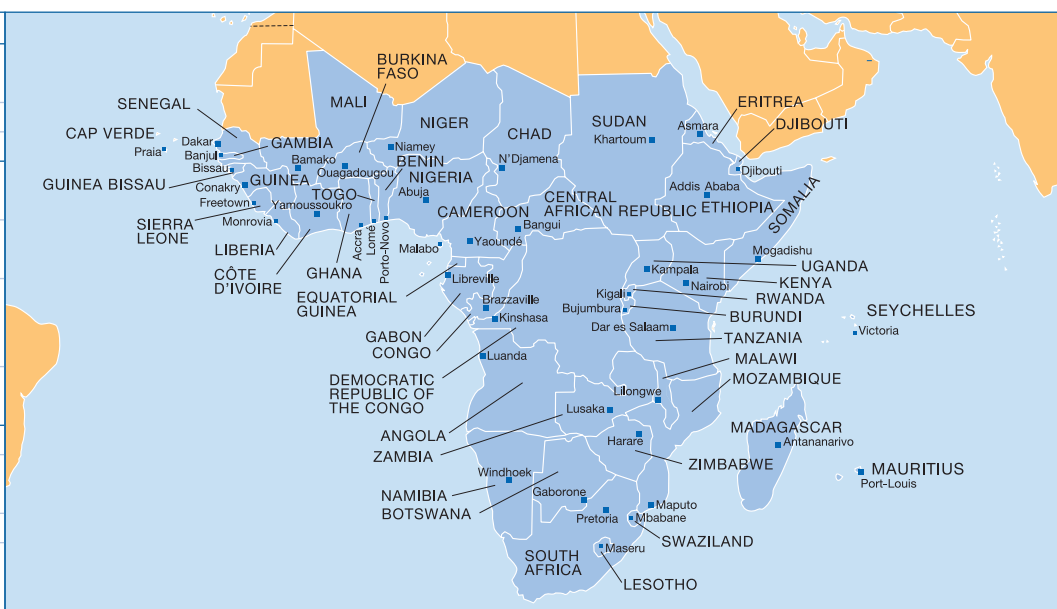 BURKINA
FASO
SENEGAL
MALI
ERITREA
CAP VERDE
NIGER
CHAD
SUDAN
DJIBOUTI
Praia
Dakar
Banjul
Bissau
GAMBIA
Bamako
Niamey
Khartoum
Asmara
GUINEA BISSAU
Conakry
GUINEA
Ouagadougou
BENIN
NIGERIA
N'Djamena
Djibouti
Freetown
Yamoussoukro
TOGO
Abuja
CENTRAL
AFRICAN REPUBLIC
Addis Ababa
ETHIOPIA
SOMALIA
SIERRA
LEONE
Monrovia
CAMEROON
Bangui
LIBERIA
Accra
Lomé
Porto-Novo
Malabo
Yaoundé
Mogadishu
CÔTE
D'IVOIRE
GHANA
Libreville
Kampala
UGANDA
Nairobi
KENYA
EQUATORIAL
GUINEA
Brazzaville
Kigali
RWANDA
Kinshasa
Bujumbura
BURUNDI
SEYCHELLES
Victoria
GABON
CONGO
Dar es Salaam
TANZANIA
Luanda
MALAWI
DEMOCRATIC
REPUBLIC OF
THE CONGO
Lilongwe
MOZAMBIQUE
Lusaka
ANGOLA
MADAGASCAR
Antananarivo
ZAMBIA
Harare
ZIMBABWE
MAURITIUS
Port-Louis
Windhoek
NAMIBIA
Gaborone
BOTSWANA
Maputo
Pretoria
Mbabane
SWAZILAND
SOUTH
AFRICA
Maseru
LESOTHO